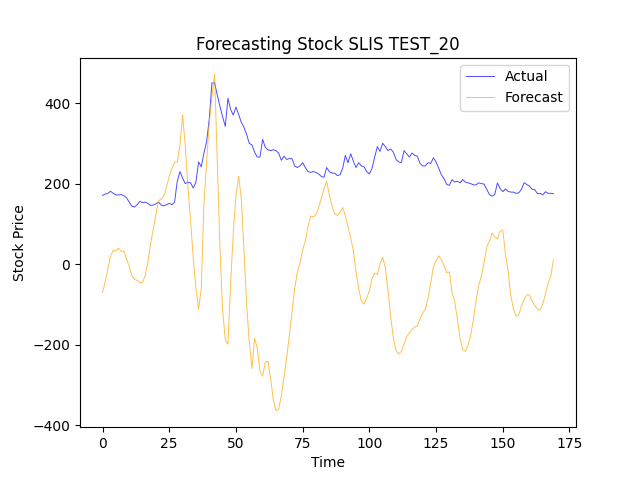 Forecasting Stock SLIS TEST_20
Actual
Forecast
400
200
0
−200
−400
Stock Price
0 25 50 75 100 125 150 175
Time